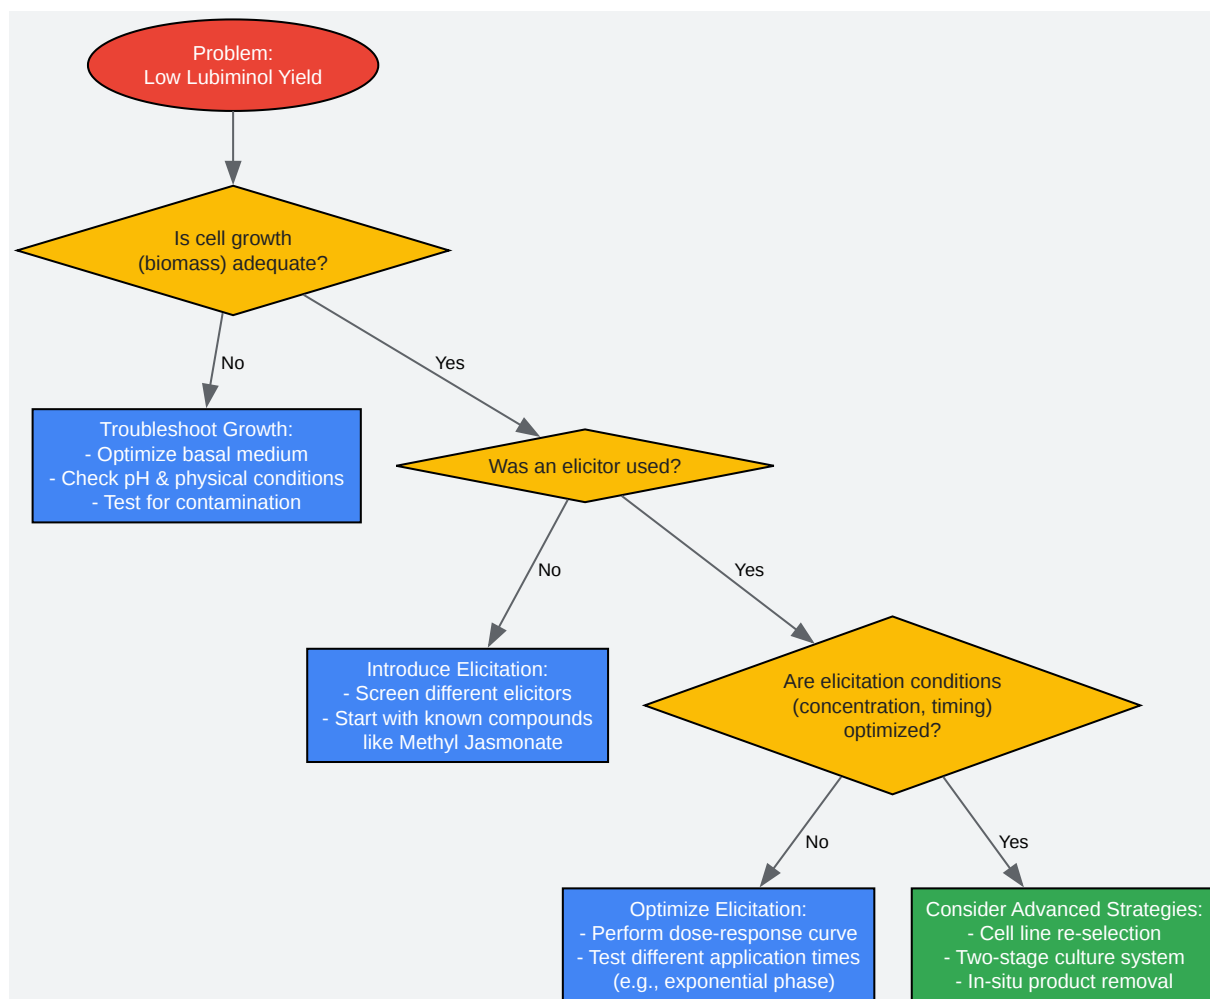 Problem:
Low Lubiminol Yield
Is cell growth
(biomass) adequate?
No
Yes
Troubleshoot Growth:
- Optimize basal medium
- Check pH & physical conditions
- Test for contamination
Was an elicitor used?
No
Yes
Introduce Elicitation:
- Screen different elicitors
- Start with known compounds
like Methyl Jasmonate
Are elicitation conditions
(concentration, timing)
optimized?
No
Yes
Optimize Elicitation:
- Perform dose-response curve
- Test different application times
(e.g., exponential phase)
Consider Advanced Strategies:
- Cell line re-selection
- Two-stage culture system
- In-situ product removal